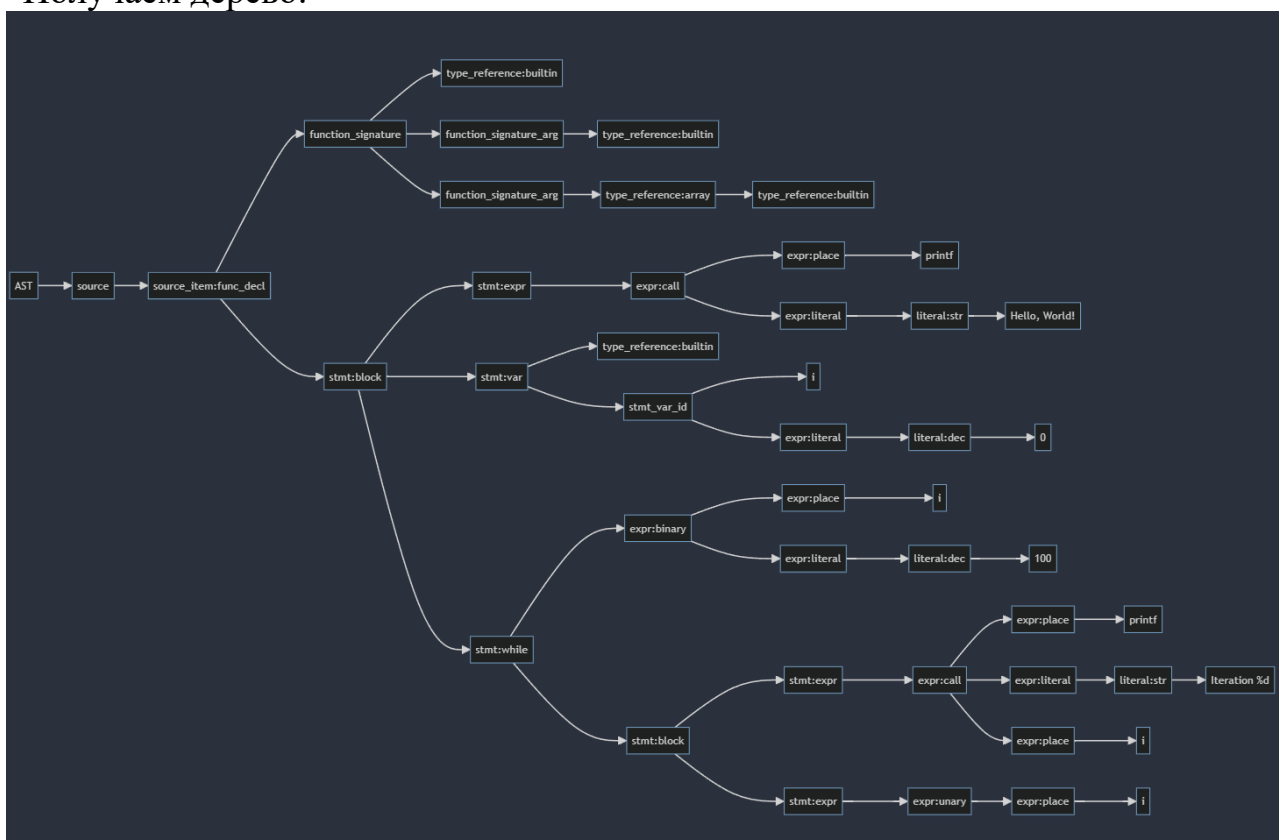 Получаем дерево:
type_reference:builtin
function_signature
function_signature_arg
type_reference:builtin
function_signature_arg
type_reference:array
type_reference:builtin
AST
source
source_item:func_decl
expr:place
printf
stmt:expr
expr:call
expr:literal
literal:str
Hello, World!
type_reference:builtin
stmt:block
stmt:var
i
stmt_var_id
expr:literal
literal:dec
0
expr:place
i
expr:binary
expr:literal
literal:dec
100
expr:place
printf
stmt:while
stmt:expr
expr:call
expr:literal
literal:str
Iteration %d
stmt:block
expr:place
i
stmt:expr
expr:unary
expr:place
i